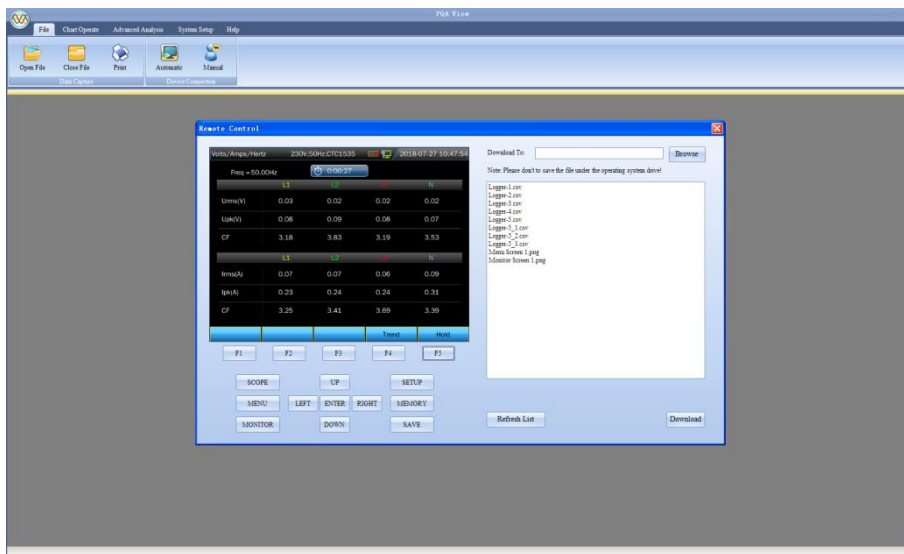 PQA View
File Chart Operate Advanced Analysis System Setup Help
Open File Close File Print Automatic Manual
Data Capture Device Connection
Remote Control
Volts/Amps/Hertz 230V,50Hz,CTC1535 2018-07-27 10:47:54
Freq =50.00Hz 0:00:27
L1 L2 N
Urms(V) 0.03 0.02 0.02 0.02
Upk(V) 0.08 0.09 0.08 0.07
CF 3.18 3.83 3.19 3.53
L1 L2 N
Irms(A) 0.07 0.07 0.06 0.09
Ipk(A) 0.23 0.24 0.24 0.31
CF 3.25 3.41 3.69 3.39
Trend Hold
F1 F2 F3 F4 F5
SCOPE UP SETUP
MENU LEFT ENTER RIGHT MEMORY
MONITOR DOWN SAVE
Download To: Browse
Note: Please don't to save the file under the operating system drive!
Logger-1.csv
Logger-2.csv
Logger-3.csv
Logger-4.csv
Logger-5.csv
Logger-5_1.csv
Logger-5_2.csv
Logger-5_3.csv
Menu Screen 1.png
Monitor Screen 1.png
Refresh List Download